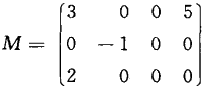 M = ⎛3 0 0 5⎞
⎜0 −1 0 0⎟
⎝2 0 0 0⎠